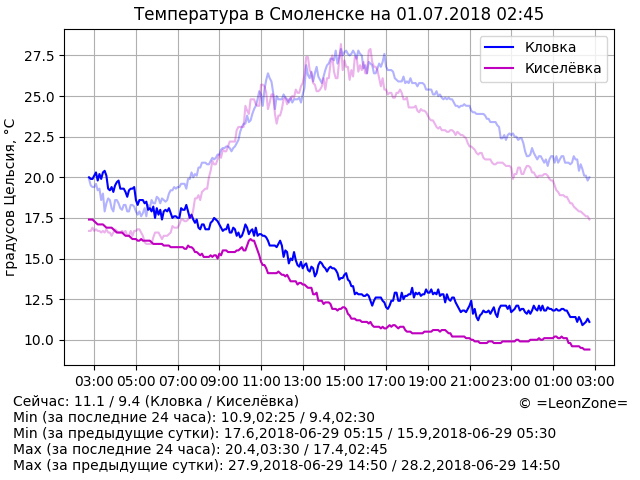 Температура в Смоленске на 01.07.2018 02:45
градусов Цельсия, °C
27.5
25.0
22.5
20.0
17.5
15.0
12.5
10.0
Кловка
Киселёвка
03:00 05:00 07:00 09:00 11:00 13:00 15:00 17:00 19:00 21:00 23:00 01:00 03:00
Сейчас: 11.1 / 9.4 (Кловка / Киселёвка)
© =LeonZone=
Min (за последние 24 часа): 10.9,02:25 / 9.4,02:30
Min (за предыдущие сутки): 17.6,2018-06-29 05:15 / 15.9,2018-06-29 05:30
Max (за последние 24 часа): 20.4,03:30 / 17.4,02:45
Max (за предыдущие сутки): 27.9,2018-06-29 14:50 / 28.2,2018-06-29 14:50